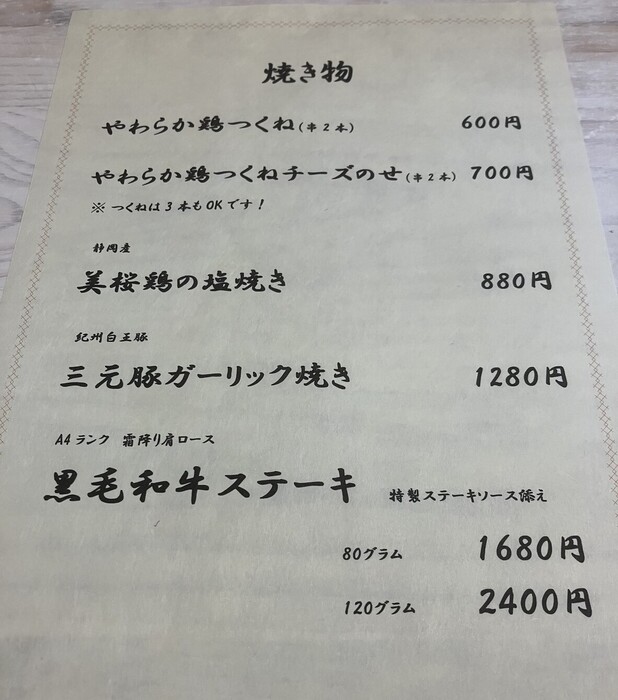 焼き物
やわらか鶏つくね(串2本) 600円
やわらか鶏つくねチーズのせ(串2本) 700円
※ つくねは3本もOKです!
静岡産
美桜鶏の塩焼き 880円
紀州白王豚
三元豚ガーリック焼き 1280円
A4ランク 霜降り肩ロース
黒毛和牛ステーキ 特製ステーキソース添え
80グラム 1680円
120グラム 2400円